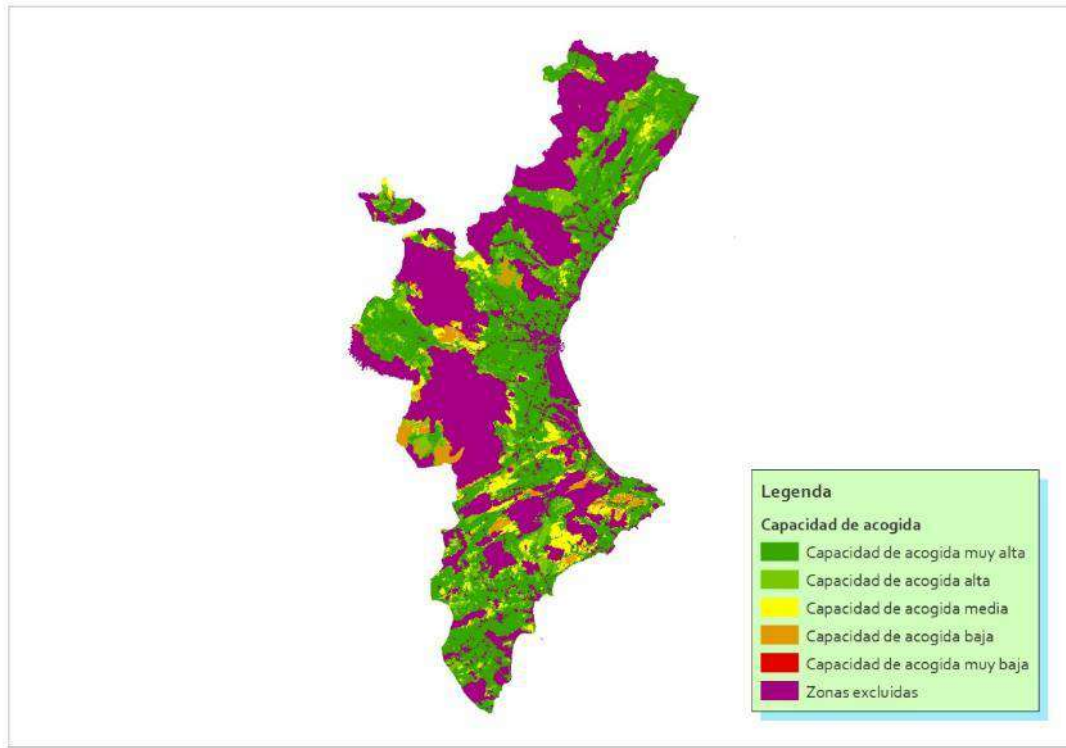 Legenda
Capacidad de acogida
Capacidad de acogida muy alta
Capacidad de acogida alta
Capacidad de acogida media
Capacidad de acogida baja
Capacidad de acogida muy baja
Zonas excluidas